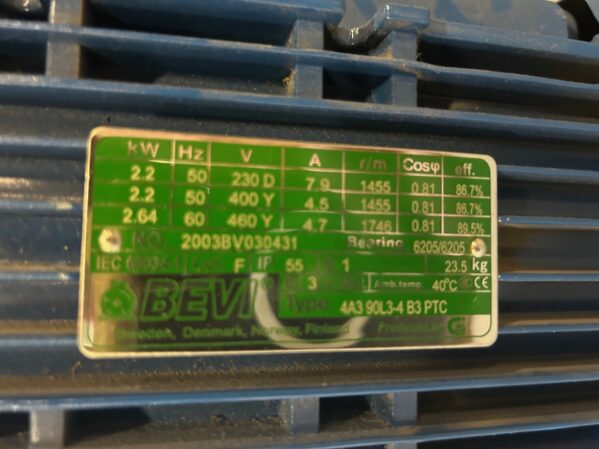 kW Hz V A r/m Cosφ eff.
2.2 50 230 D 7.9 1455 0.81 86.7%
2.2 50 400 Y 4.5 1455 0.81 86.7%
2.64 60 460 Y 4.7 1746 0.81 89.5%
NO. 2003BV030431 Bearing 6205/6205
IEC F IP 55 1 23.5 kg
3 Amb.temp. 40°C CE
BEVI Type 4A3 90L3-4 B3 PTC
Sweden, Denmark, Norway, Finland